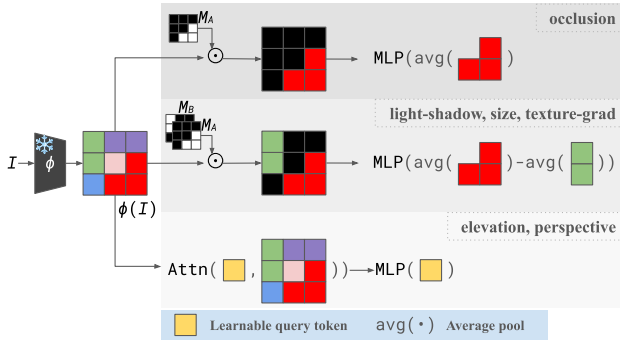 occlusion
M_A
⊙
MLP(avg( ))
light-shadow, size, texture-grad
M_B
M_A
I
ϕ
⊙
MLP(avg( )-avg( ))
ϕ(I)
elevation, perspective
Attn( , ))
MLP( )
Learnable query token
avg(·) Average pool